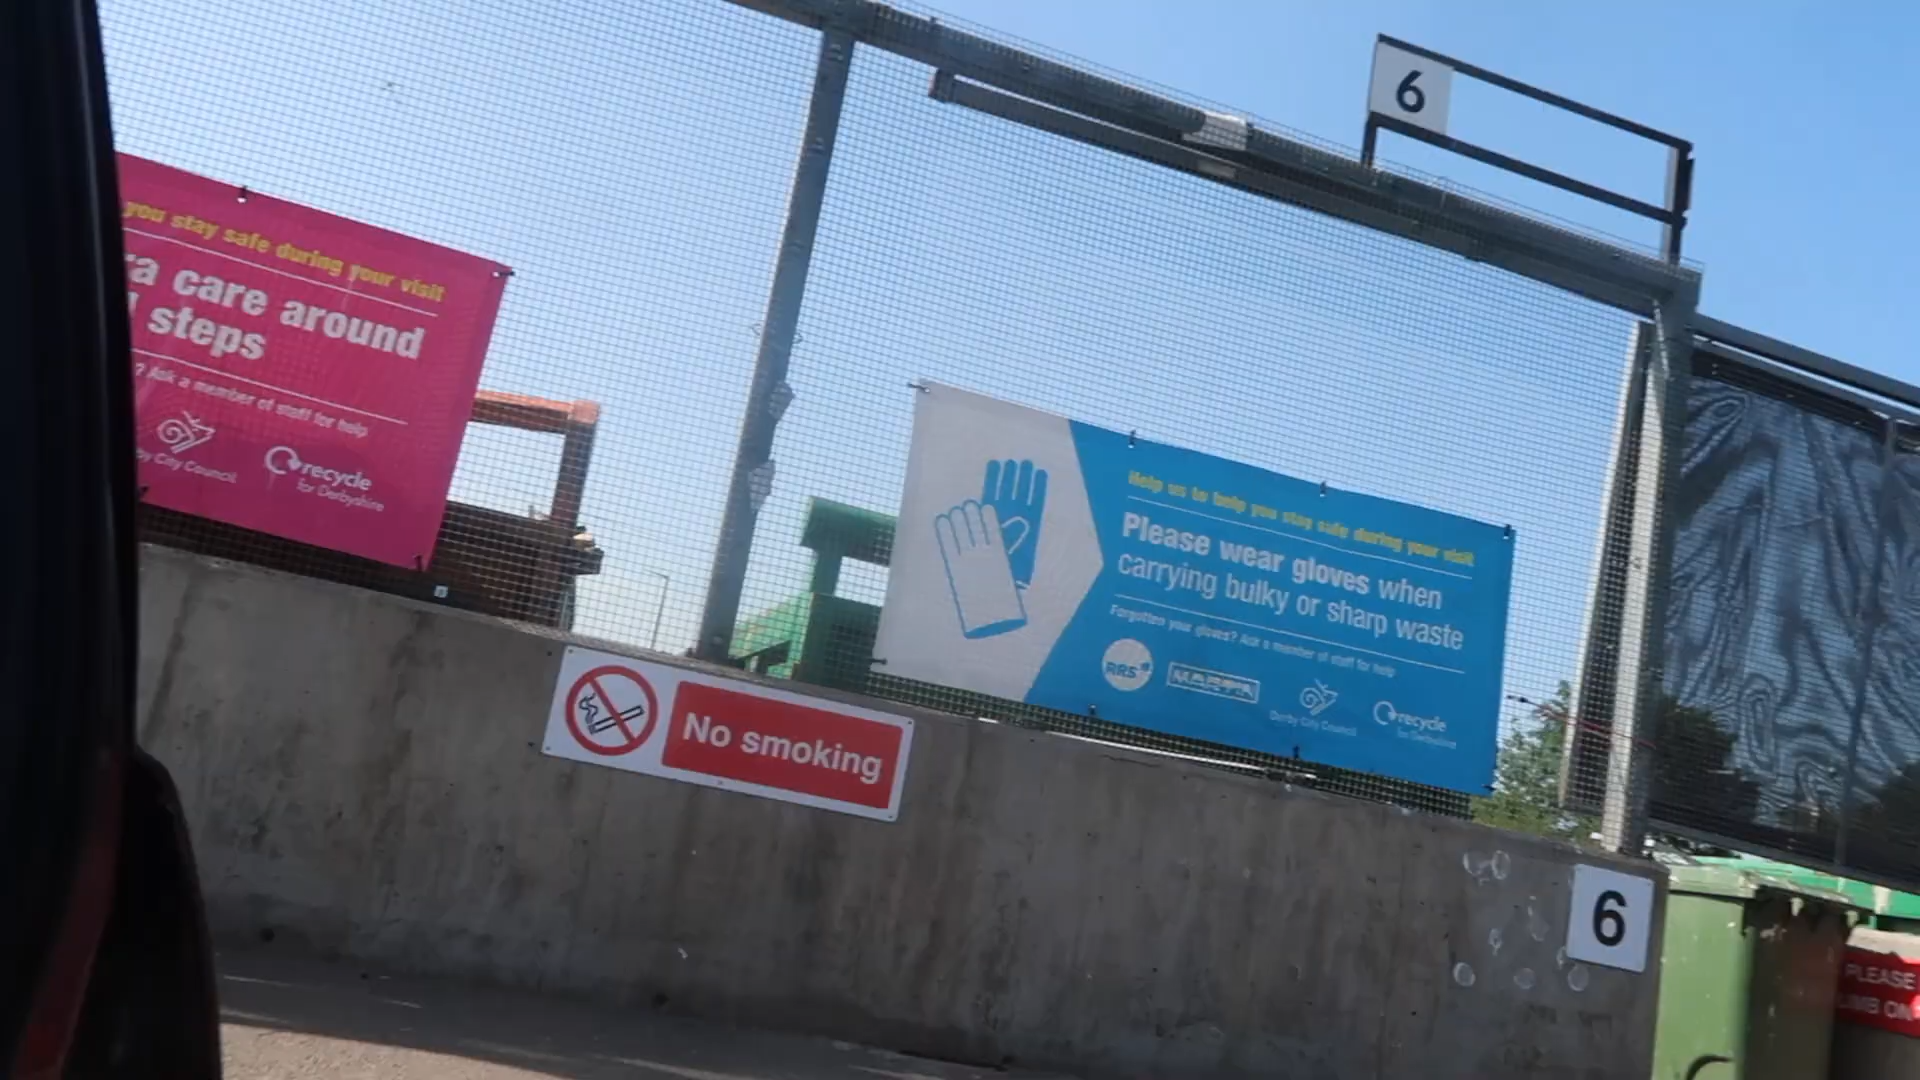 6
you stay safe during your visit
care around
steps
? Ask a member of staff for help
City Council
recycle
for Derbyshire
Help us to help you stay safe during your visit
Please wear gloves when
carrying bulky or sharp waste
Forgotten your gloves? Ask a member of staff for help
RRS
Derby City Council
recycle
for Derbyshire
No smoking
6
PLEASE
ON